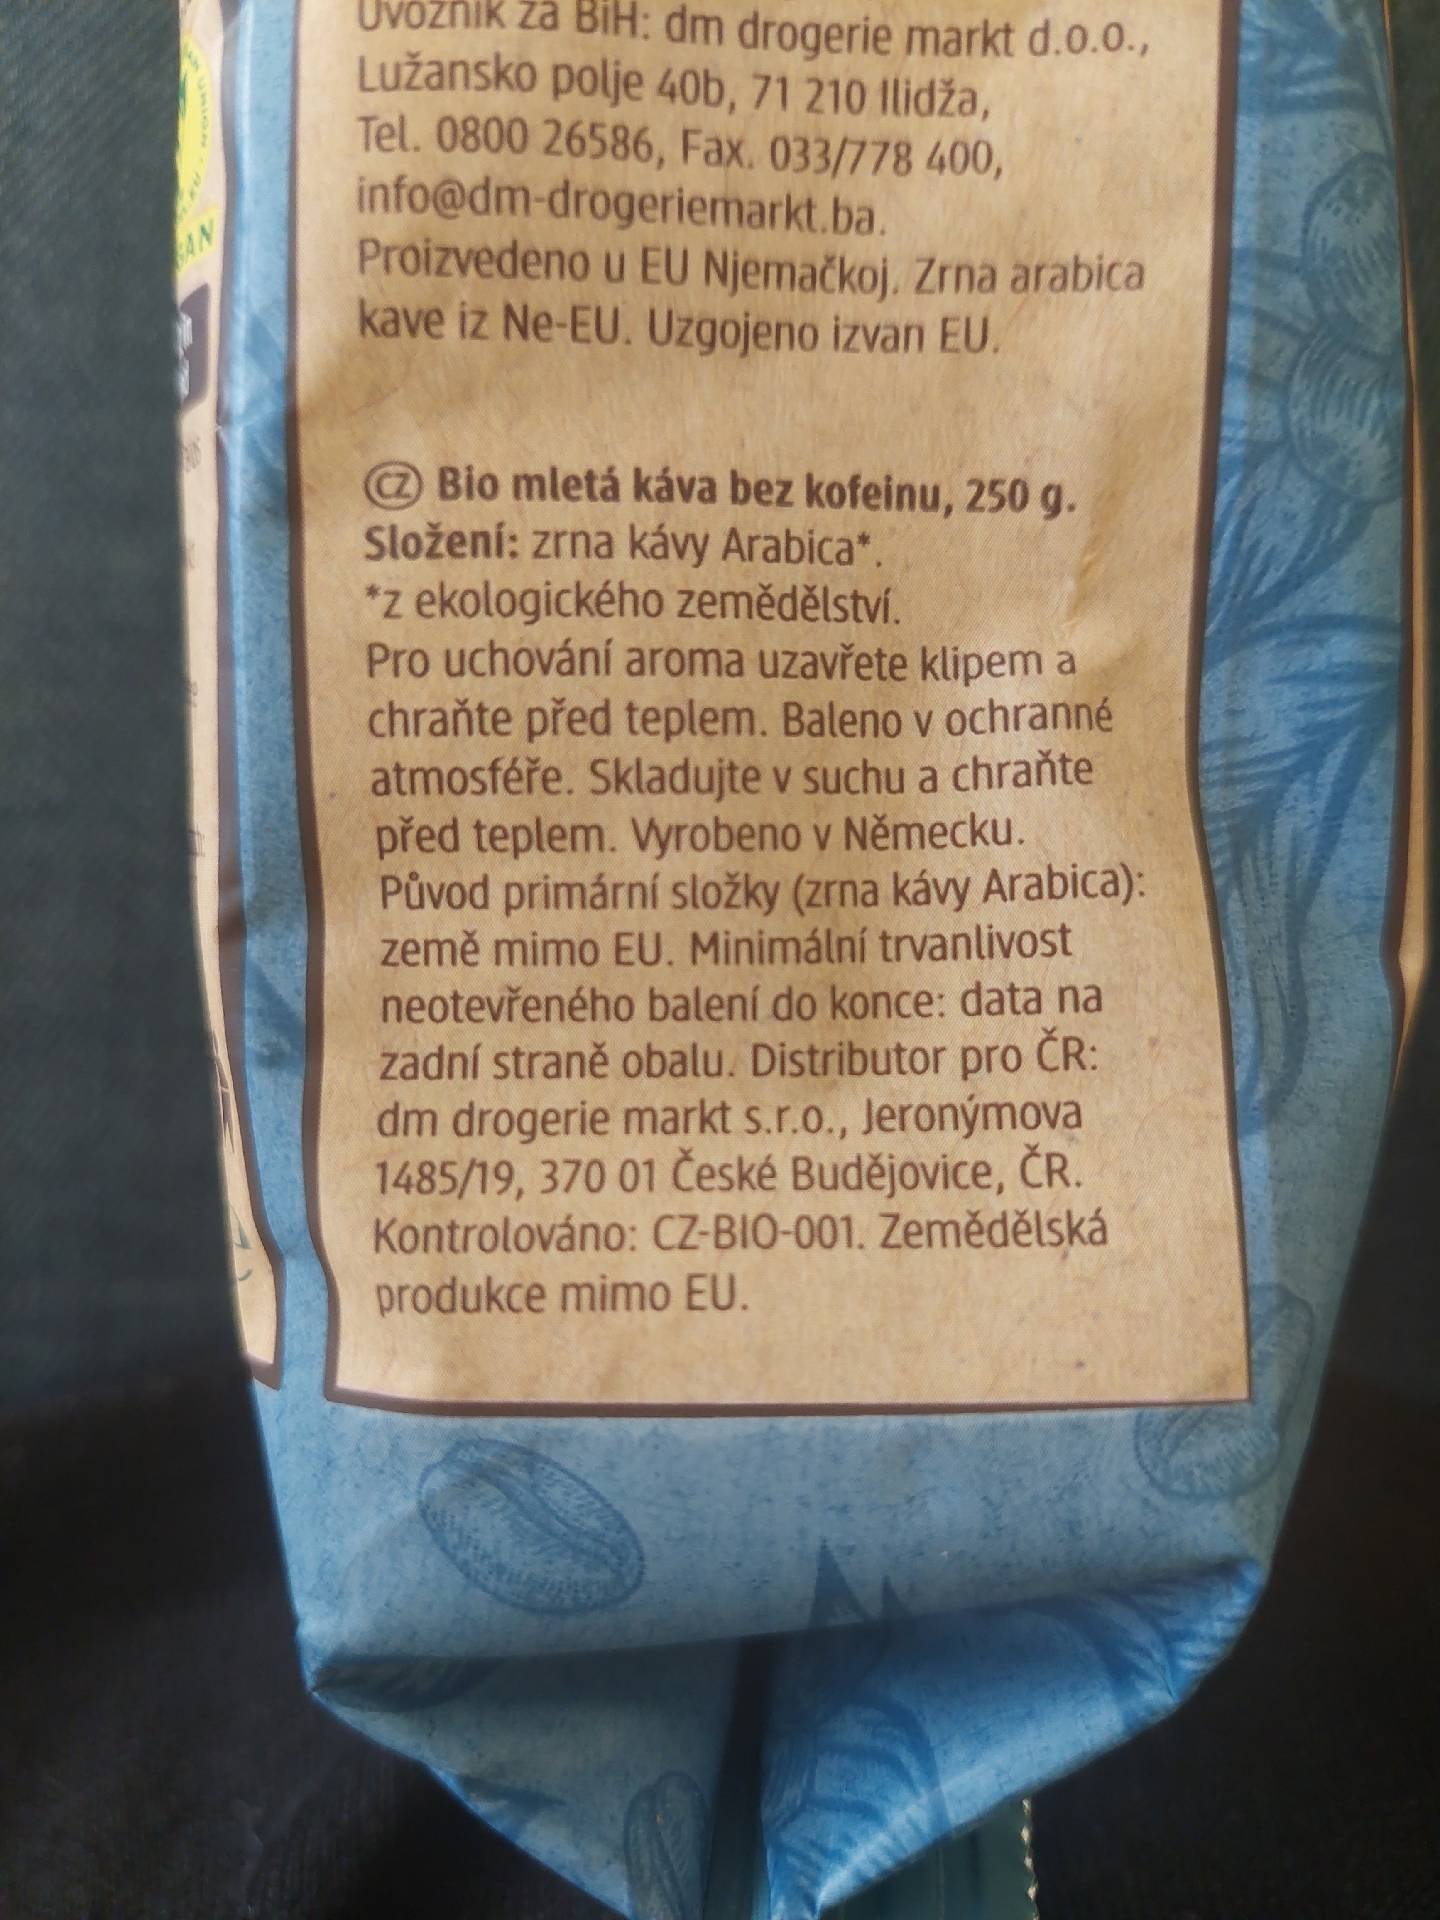 Uvoznik za BiH: dm drogerie markt d.o.o.,
Lužansko polje 40b, 71 210 Ilidža,
Tel. 0800 26586, Fax. 033/778 400,
info@dm-drogeriemarkt.ba.
Proizvedeno u EU Njemačkoj. Zrna arabica
kave iz Ne-EU. Uzgojeno izvan EU.
CZ Bio mletá káva bez kofeinu, 250 g.
Složení: zrna kávy Arabica*.
*z ekologického zemědělství.
Pro uchování aroma uzavřete klipem a
chraňte před teplem. Baleno v ochranné
atmosféře. Skladujte v suchu a chraňte
před teplem. Vyrobeno v Německu.
Původ primární složky (zrna kávy Arabica):
země mimo EU. Minimální trvanlivost
neotevřeného balení do konce: data na
zadní straně obalu. Distributor pro ČR:
dm drogerie markt s.r.o., Jeronýmova
1485/19, 370 01 České Budějovice, ČR.
Kontrolováno: CZ-BIO-001. Zemědělská
produkce mimo EU.